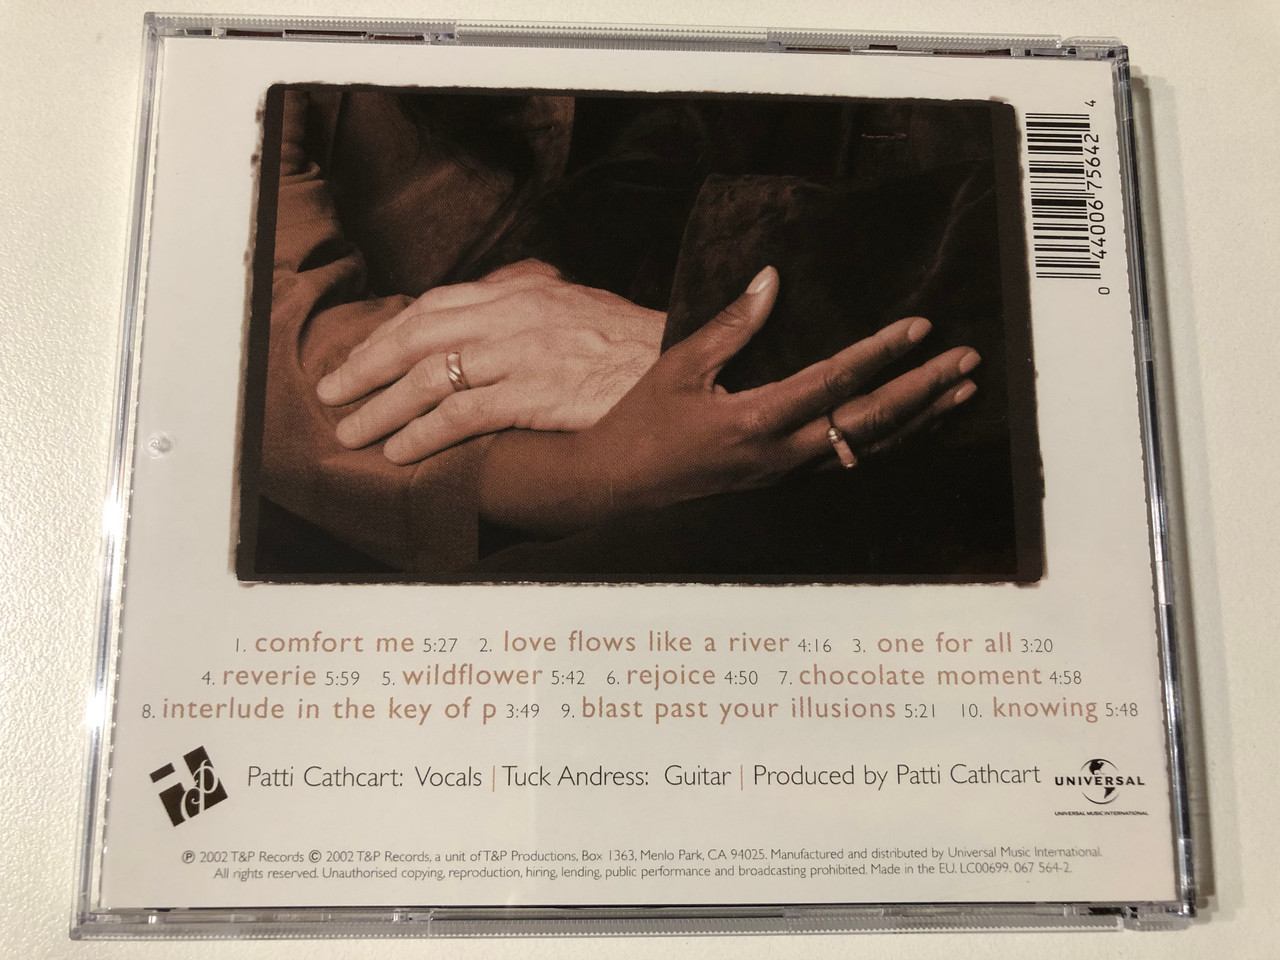 0 44006 75642 4
1. comfort me 5:27 2. love flows like a river 4:16 3. one for all 3:20
4. reverie 5:59 5. wildflower 5:42 6. rejoice 4:50 7. chocolate moment 4:58
8. interlude in the key of p 3:49 9. blast past your illusions 5:21 10. knowing 5:48
Patti Cathcart: Vocals | Tuck Andress: Guitar | Produced by Patti Cathcart
UNIVERSAL
UNIVERSAL MUSIC INTERNATIONAL
℗ 2002 T&P Records © 2002 T&P Records, a unit of T&P Productions, Box 1363, Menlo Park, CA 94025. Manufactured and distributed by Universal Music International.
All rights reserved. Unauthorised copying, reproduction, hiring, lending, public performance and broadcasting prohibited. Made in the EU. LC00699. 067 564-2.